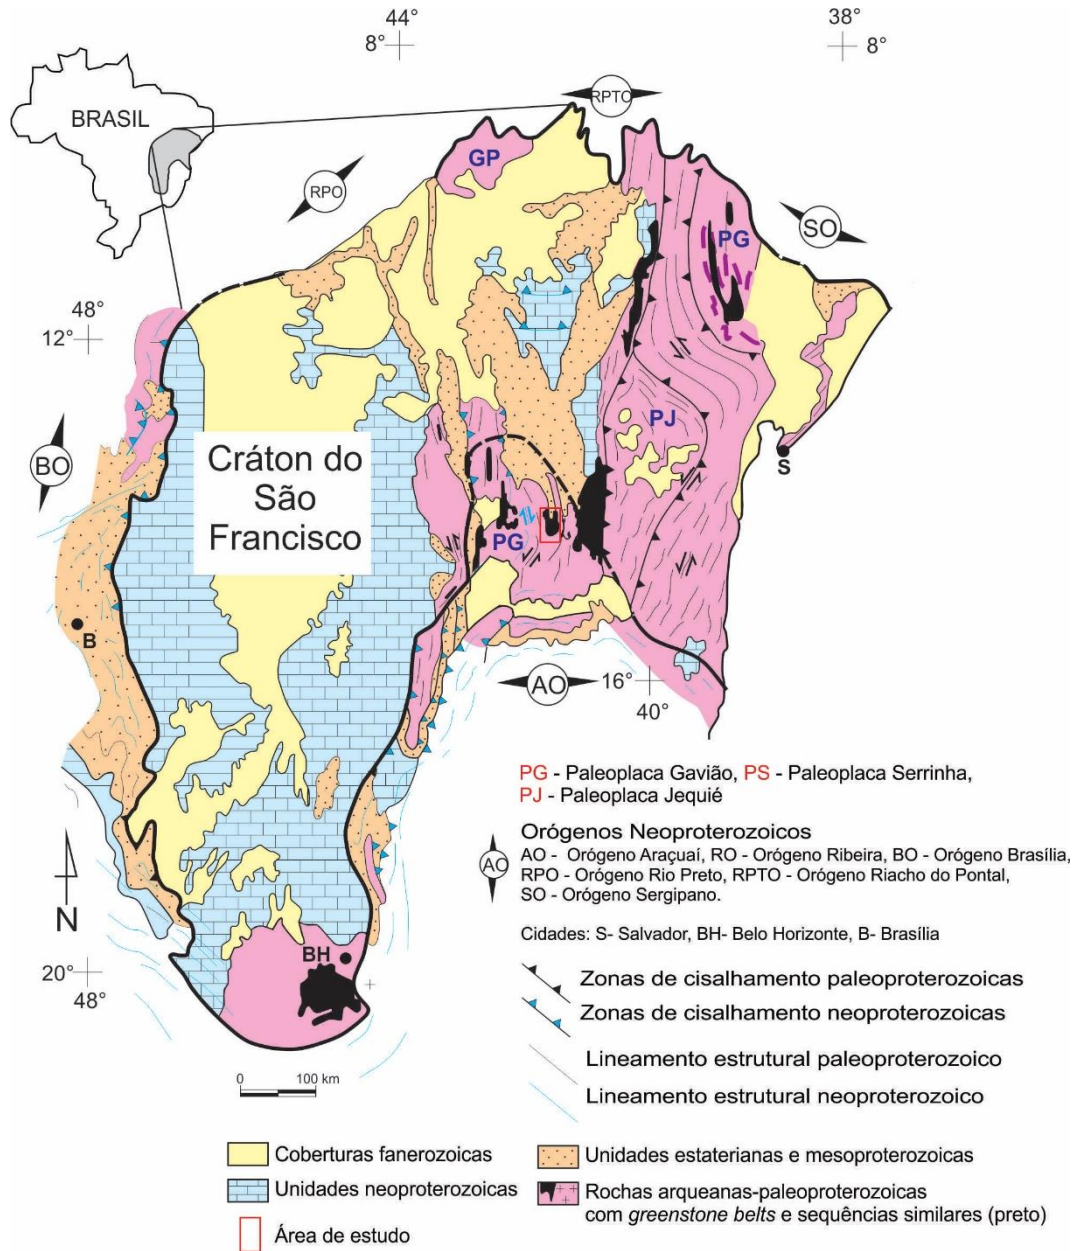 44°
38°
8°
8°
BRASIL
RPTO
GP
RPO
PG
SO
48°
12°
PJ
BO
Cráton do
São
Francisco
S
PG
B
AO
16°
40°
PG - Paleoplaca Gavião, PS - Paleoplaca Serrinha,
PJ - Paleoplaca Jequié
Orógenos Neoproterozoicos
AO
AO - Orógeno Araçuaí, RO - Orógeno Ribeira, BO - Orógeno Brasília,
RPO - Orógeno Rio Preto, RPTO - Orógeno Riacho do Pontal,
SO - Orógeno Sergipano.
N
Cidades: S- Salvador, BH- Belo Horizonte, B- Brasília
BH
20°
48°
Zonas de cisalhamento paleoproterozoicas
Zonas de cisalhamento neoproterozoicas
Lineamento estrutural paleoproterozoico
Lineamento estrutural neoproterozoico
0 100 km
Coberturas fanerozoicas
Unidades estaterianas e mesoproterozoicas
Unidades neoproterozoicas
Rochas arqueanas-paleoproterozoicas
com greenstone belts e sequências similares (preto)
Área de estudo